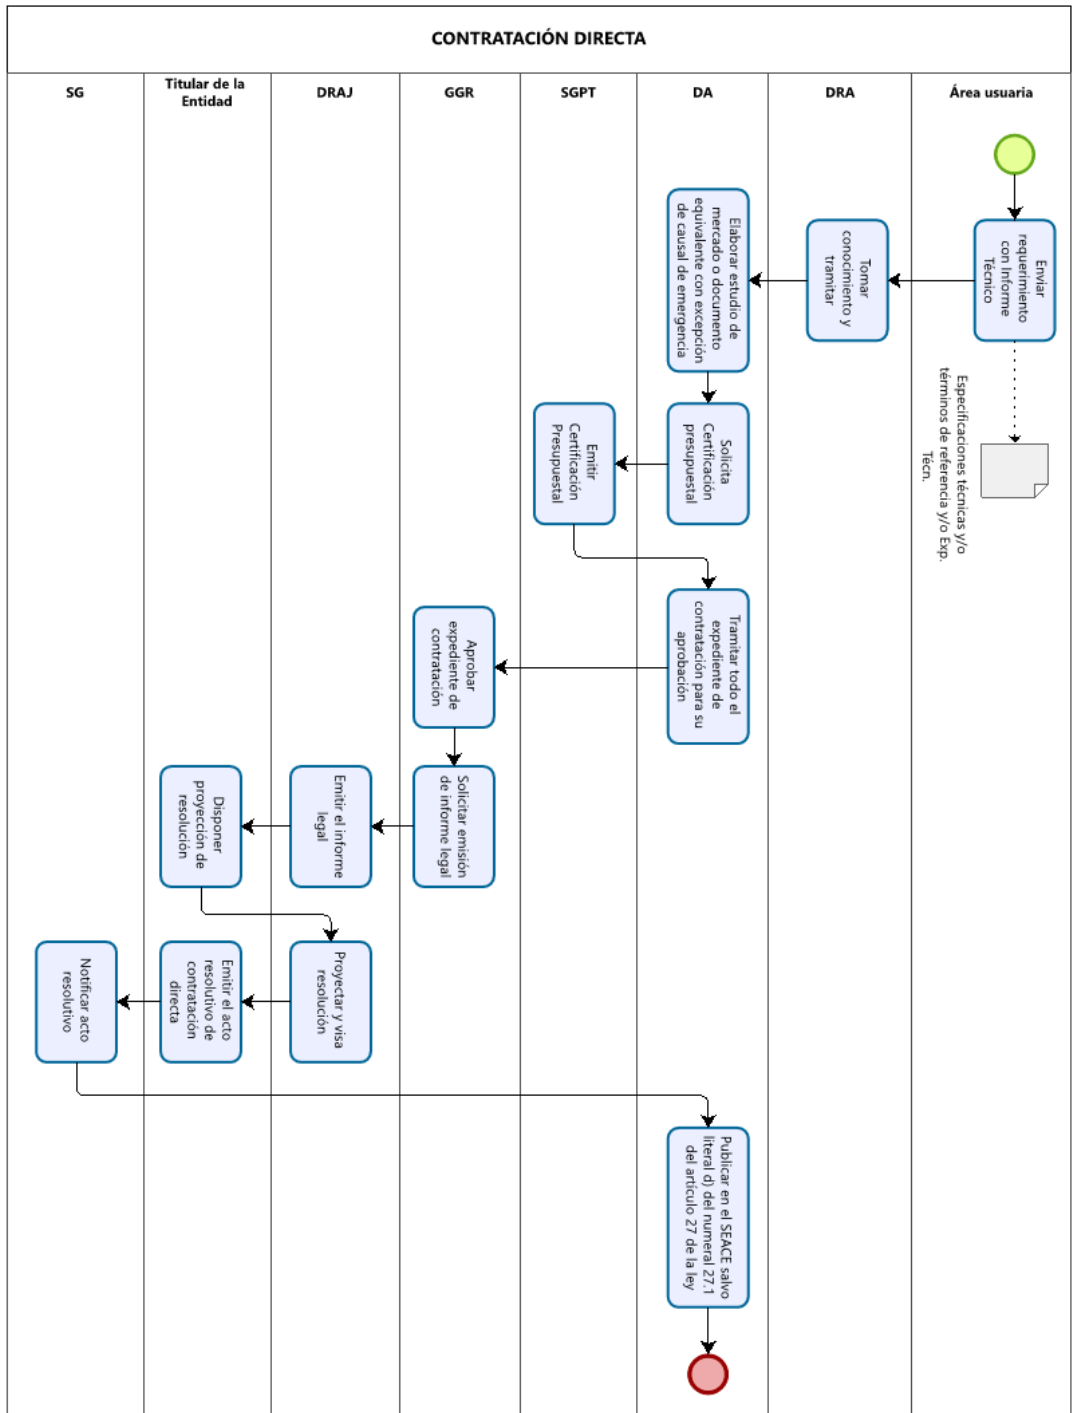 CONTRATACIÓN DIRECTA
SG
Titular de la
Entidad
DRAJ
GGR
SGPT
DA
DRA
Área usuaria
Enviar
requerimiento
con Informe
Técnico
Especificaciones técnicas y/o
términos de referencia y/o Exp.
Técn.
Tomar
conocimiento y
tramitar
Elaborar estudio de
mercado o documento
equivalente con excepción
de causal de emergencia
Solicita
Certificación
presupuestal
Emitir
Certificación
Presupuestal
Tramitar todo el
expediente de
contratación para su
aprobación
Aprobar
expediente de
contratación
Solicitar emisión
de informe legal
Emitir el informe
legal
Disponer
proyección de
resolución
Proyectar y visa
resolución
Emitir el acto
resolutivo de
contratación
directa
Notificar acto
resolutivo
Publicar en el SEACE salvo
literal d) del numeral 27.1
del artículo 27 de la ley